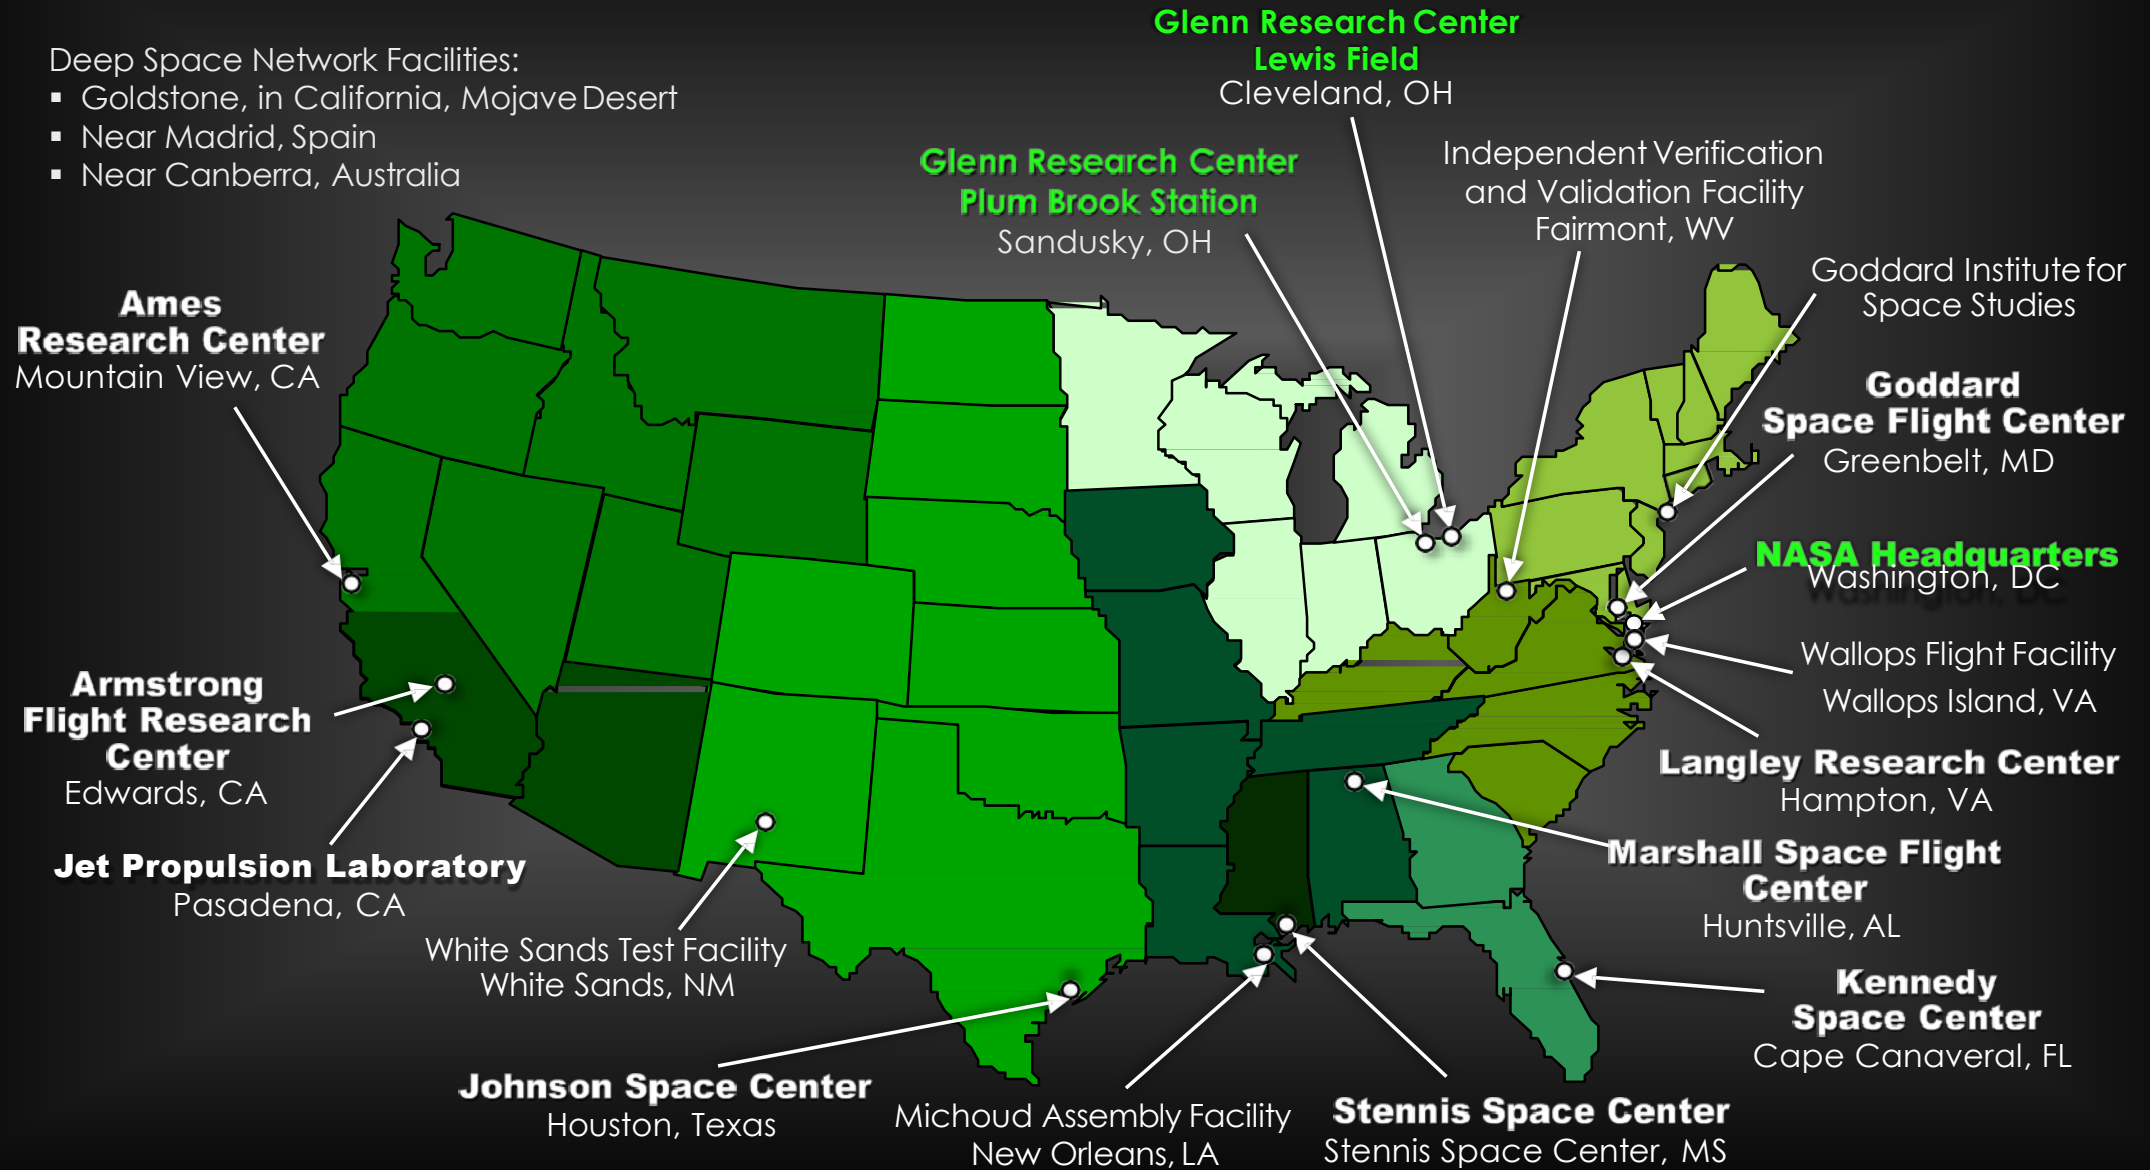 Deep Space Network Facilities:
▪ Goldstone, in California, Mojave Desert
▪ Near Madrid, Spain
▪ Near Canberra, Australia
Glenn Research Center
Lewis Field
Cleveland, OH
Glenn Research Center
Plum Brook Station
Sandusky, OH
Independent Verification
and Validation Facility
Fairmont, WV
Goddard Institute for
Space Studies
Ames
Research Center
Mountain View, CA
Goddard
Space Flight Center
Greenbelt, MD
NASA Headquarters
Washington, DC
Wallops Flight Facility
Wallops Island, VA
Armstrong
Flight Research
Center
Edwards, CA
Langley Research Center
Hampton, VA
Jet Propulsion Laboratory
Pasadena, CA
Marshall Space Flight
Center
Huntsville, AL
White Sands Test Facility
White Sands, NM
Kennedy
Space Center
Cape Canaveral, FL
Johnson Space Center
Houston, Texas
Michoud Assembly Facility
New Orleans, LA
Stennis Space Center
Stennis Space Center, MS